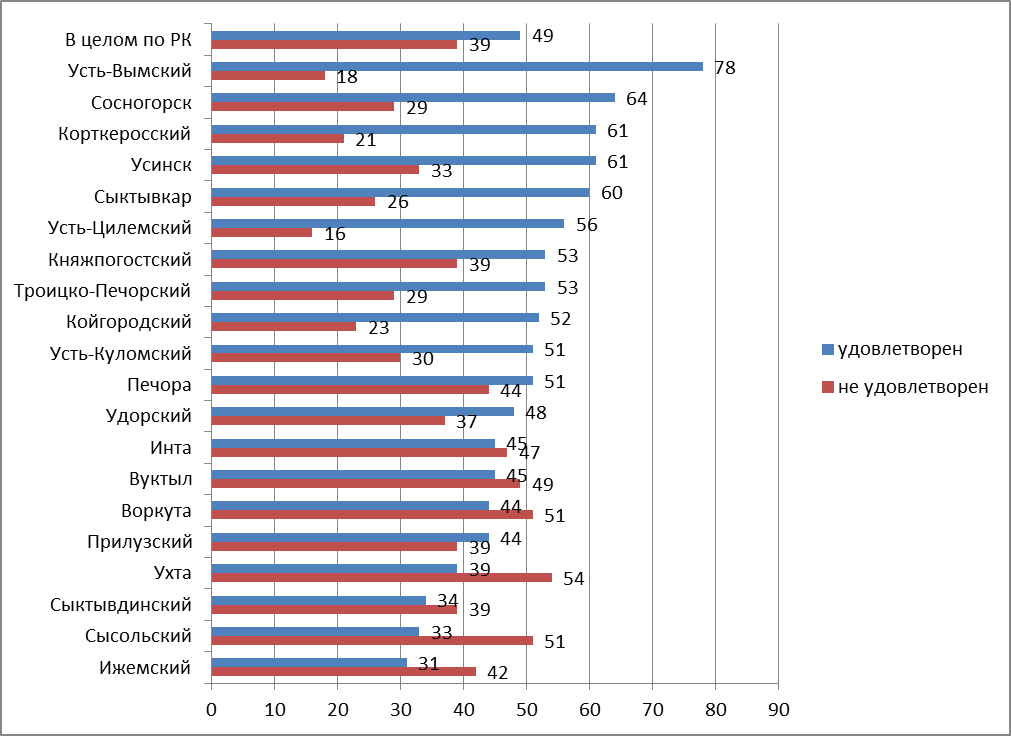 В целом по РК 49 39
Усть-Вымский 78 18
Сосногорск 64 29
Корткеросский 61 21
Усинск 61 33
Сыктывкар 60 26
Усть-Цилемский 56 16
Княжпогостский 53 39
Троицко-Печорский 53 29
Койгородский 52 23
Усть-Куломский 51 30
Печора 51 44
Удорский 48 37
Инта 45 47
Вуктыл 45 49
Воркута 44 51
Прилузский 44 39
Ухта 39 54
Сыктывдинский 34 39
Сысольский 33 51
Ижемский 31 42
0 10 20 30 40 50 60 70 80 90
удовлетворен
не удовлетворен